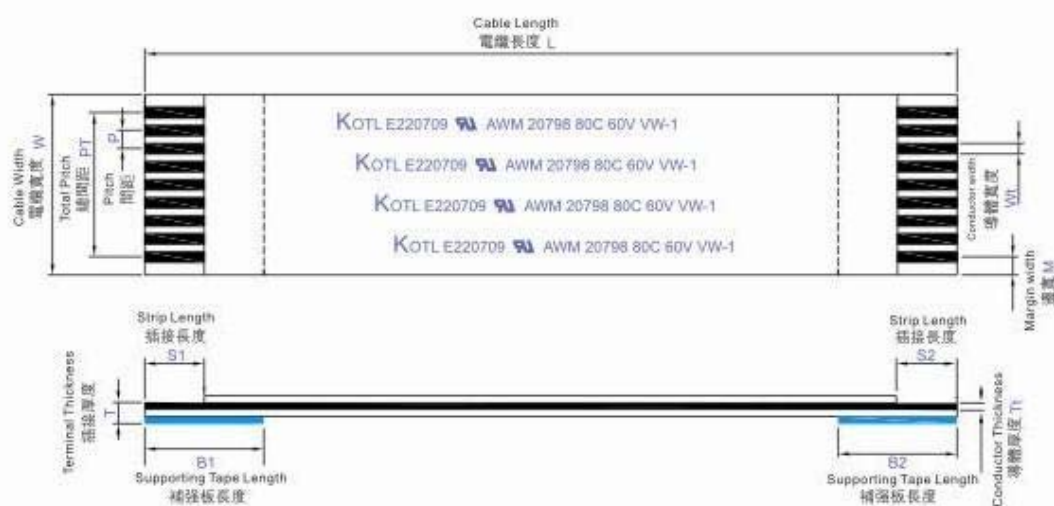 Cable Length
電纜長度 L
Cable Width
電纜寬度 W
Total Pitch
總間距 PT
Pitch
間距
P
KOTL E220709 AWM 20798 80C 60V VW-1
KOTL E220709 AWM 20798 80C 60V VW-1
KOTL E220709 AWM 20798 80C 60V VW-1
KOTL E220709 AWM 20798 80C 60V VW-1
Conductor width
導體寬度
Wt
Margin width
邊寬 M
Strip Length
插接長度
S1
Strip Length
插接長度
S2
Terminal Thickness
插接厚度
T
Conductor Thickness
導體厚度 Tt
B1
Supporting Tape Length
補强板長度
B2
Supporting Tape Length
補强板長度